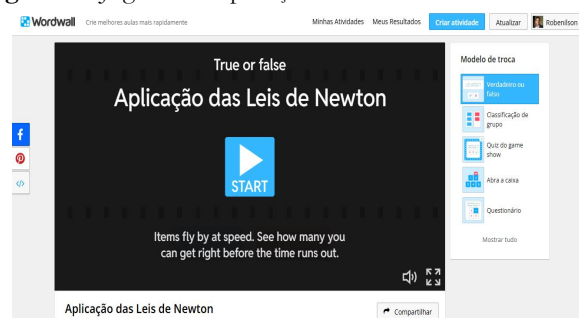 Wordwall Crie melhores aulas mais rapidamente Minhas Atividades Meus Resultados Criar atividade Atualizar Robenilson
True or false
Aplicação das Leis de Newton
START
Items fly by at speed. See how many you
can get right before the time runs out.
Modelo de troca
Verdadeiro ou
falso
Classificação de
grupo
Quiz do game
show
Abra a caixa
Questionário
Mostrar tudo
Aplicação das Leis de Newton
Compartilhar